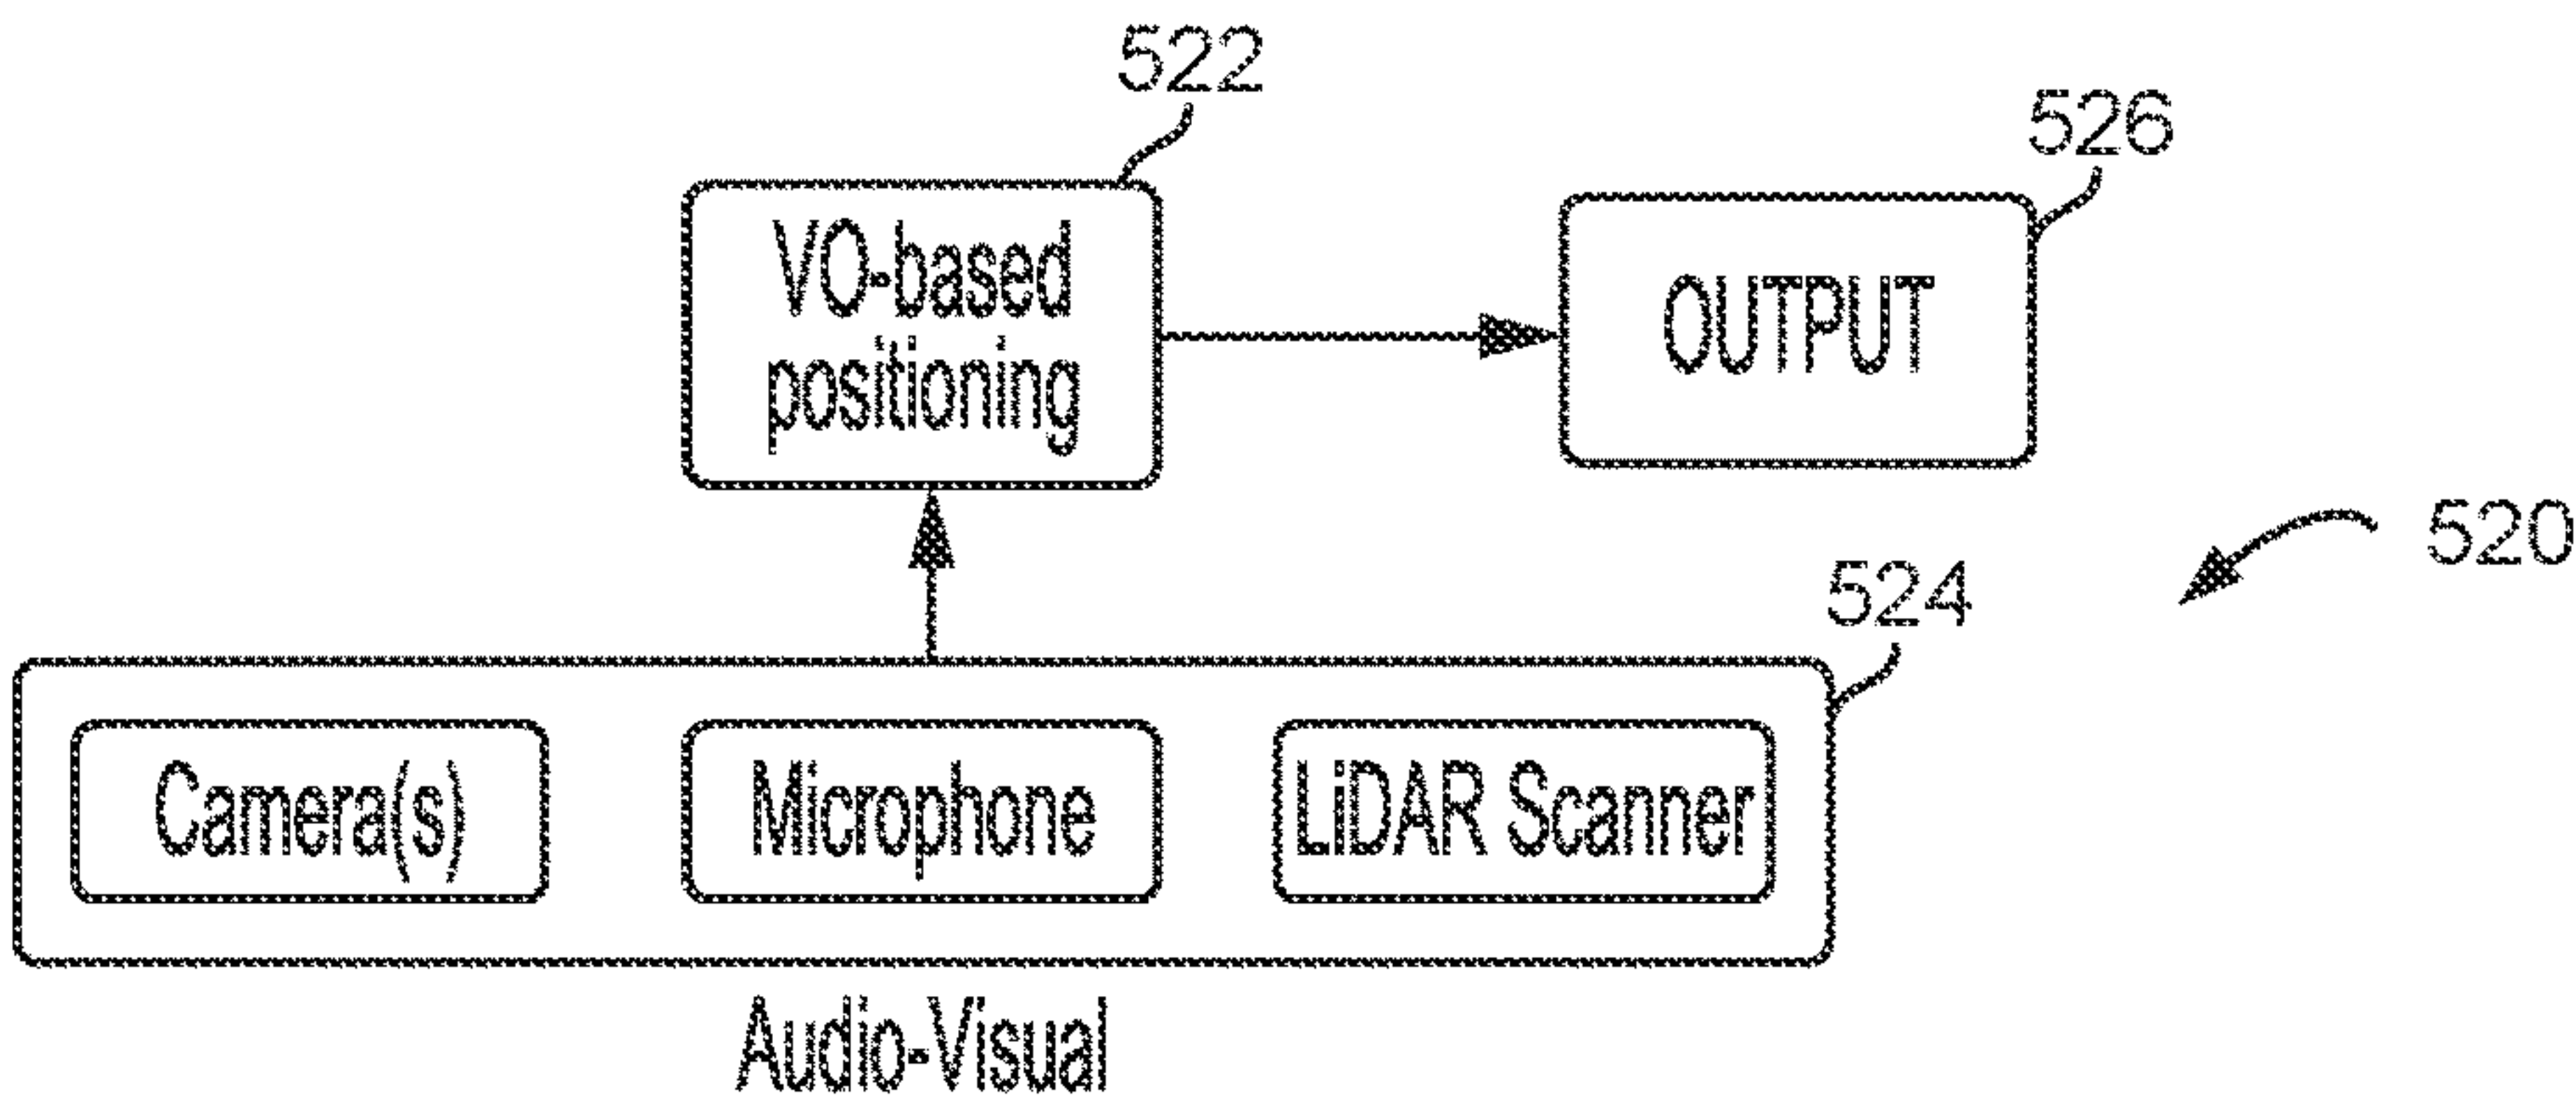 522
526
VO-based
positioning
OUTPUT
520
524
Camera(s)
Microphone
LiDAR Scanner
Audio-Visual